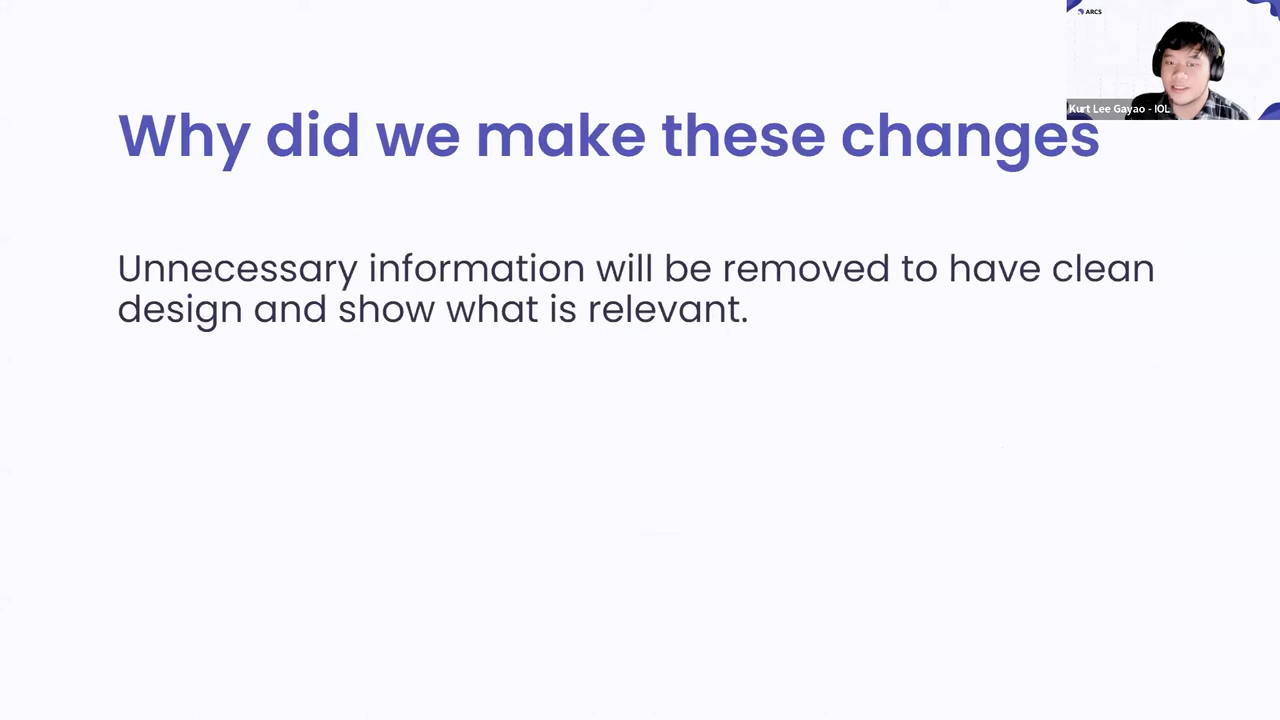 ARCS
Kurt Lee Gayao - IOL
Why did we make these changes
Unnecessary information will be removed to have clean
design and show what is relevant.